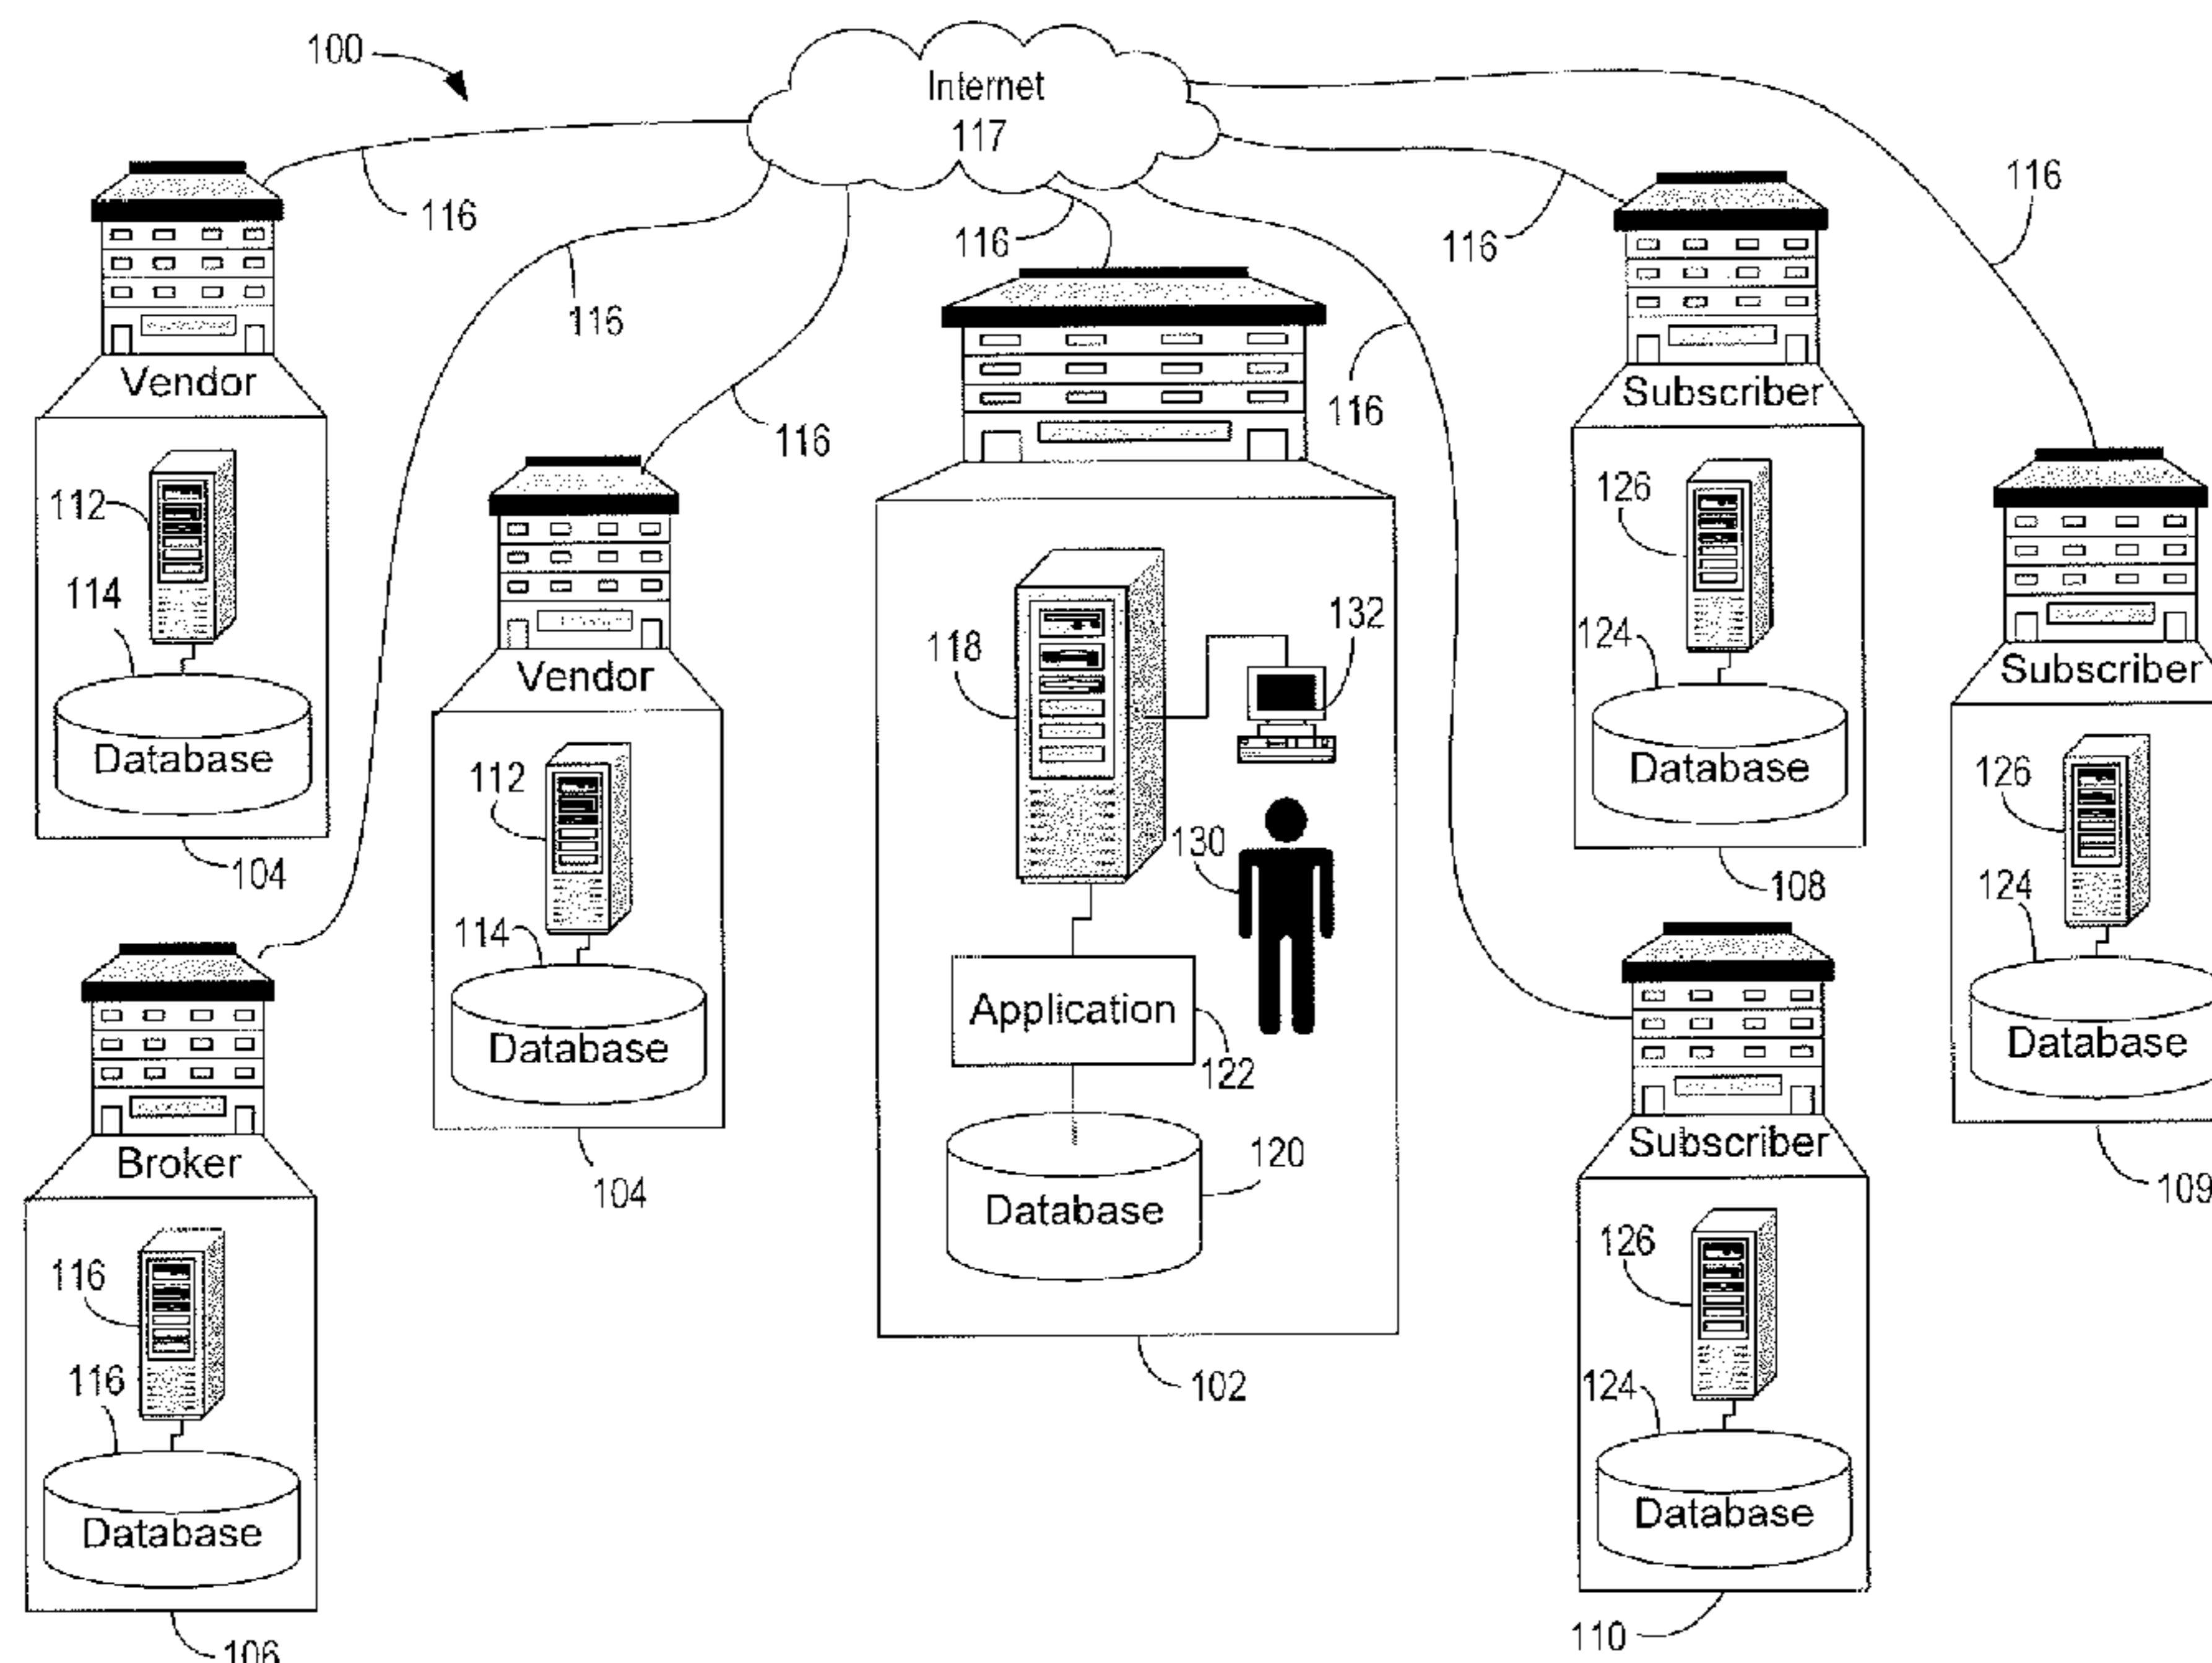 100
Internet
117
116
116
116
116
116
116
116
Vendor
112
114
Database
104
Vendor
112
114
Database
104
Broker
116
116
Database
106
118
132
130
Application
122
120
Database
102
Subscriber
126
124
Database
108
Subscriber
126
124
Database
109
Subscriber
126
124
Database
110